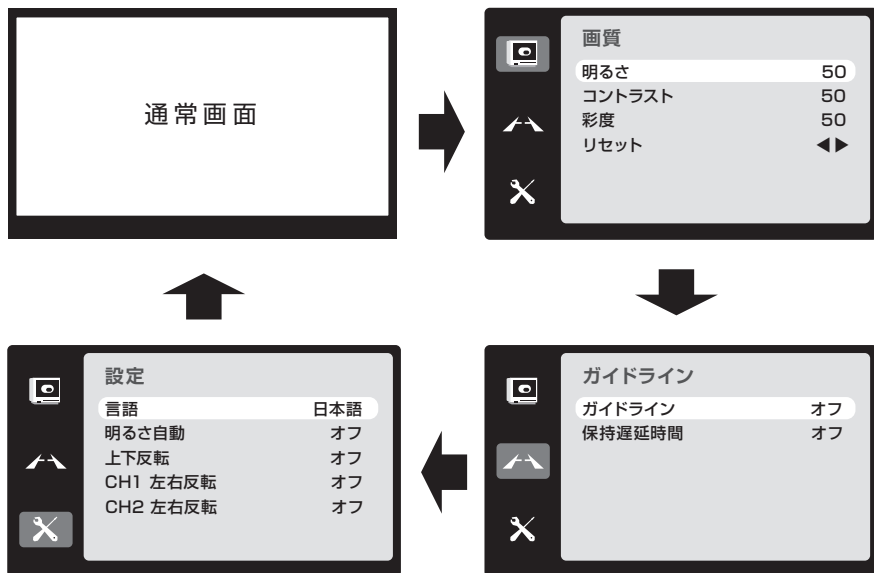 通常画面
画質
明るさ 50
コントラスト 50
彩度 50
リセット ◀▶
設定
言語 日本語
明るさ自動 オフ
上下反転 オフ
CH1 左右反転 オフ
CH2 左右反転 オフ
ガイドライン
ガイドライン オフ
保持遅延時間 オフ